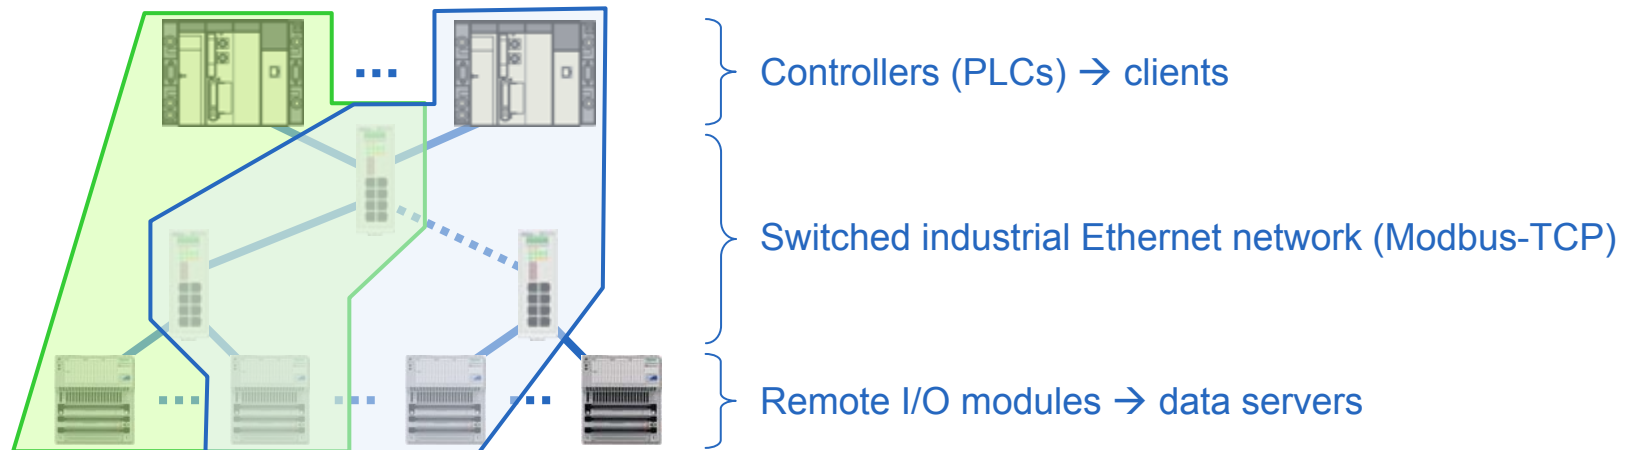 Controllers (PLCs) → clients
Switched industrial Ethernet network (Modbus-TCP)
Remote I/O modules → data servers